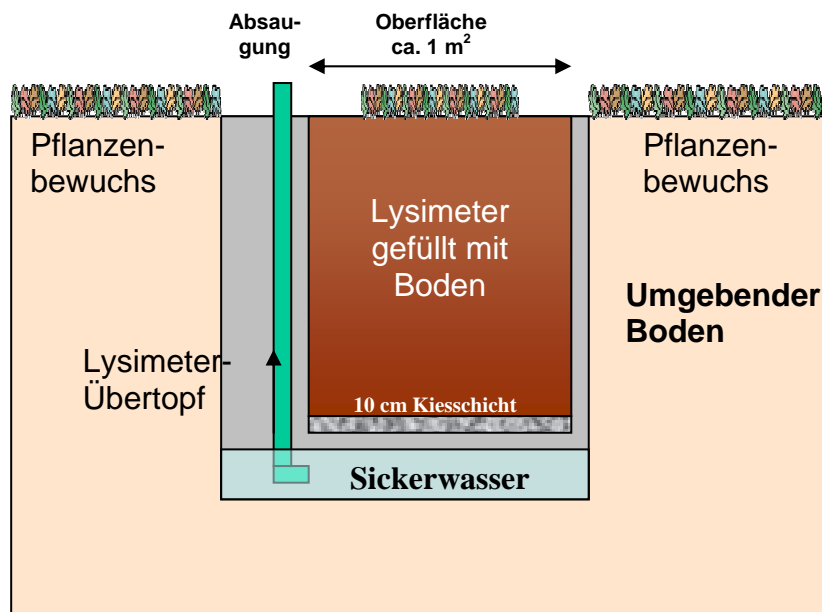 Absau-
gung
Oberfläche
ca. 1 m²
Pflanzen-
bewuchs
Pflanzen-
bewuchs
Lysimeter
gefüllt mit
Boden
Umgebender
Boden
Lysimeter-
Übertopf
10 cm Kiesschicht
Sickerwasser